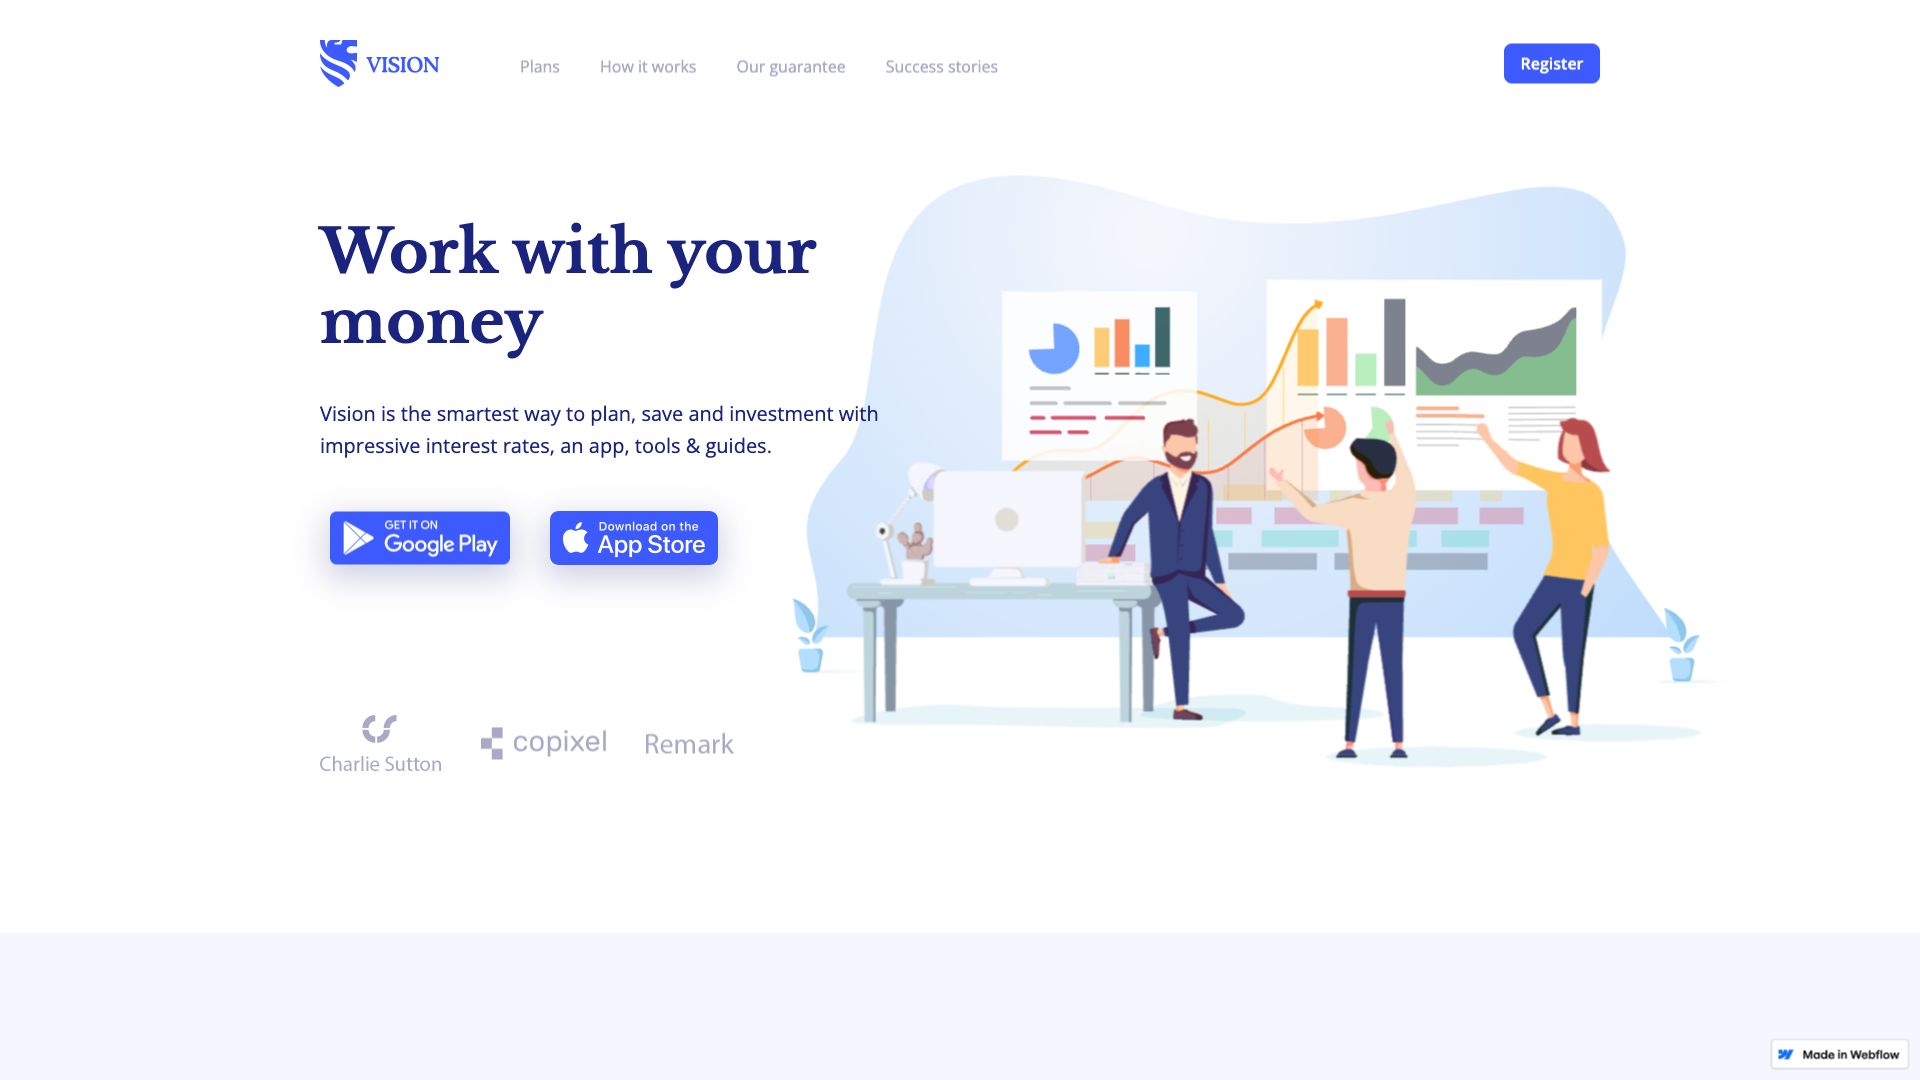 VISION
Plans
How it works
Our guarantee
Success stories
Register
Work with your
money
Vision is the smartest way to plan, save and investment with
impressive interest rates, an app, tools & guides.
GET IT ON
Google Play
Download on the
App Store
Charlie Sutton
copixel
Remark
Made in Webflow